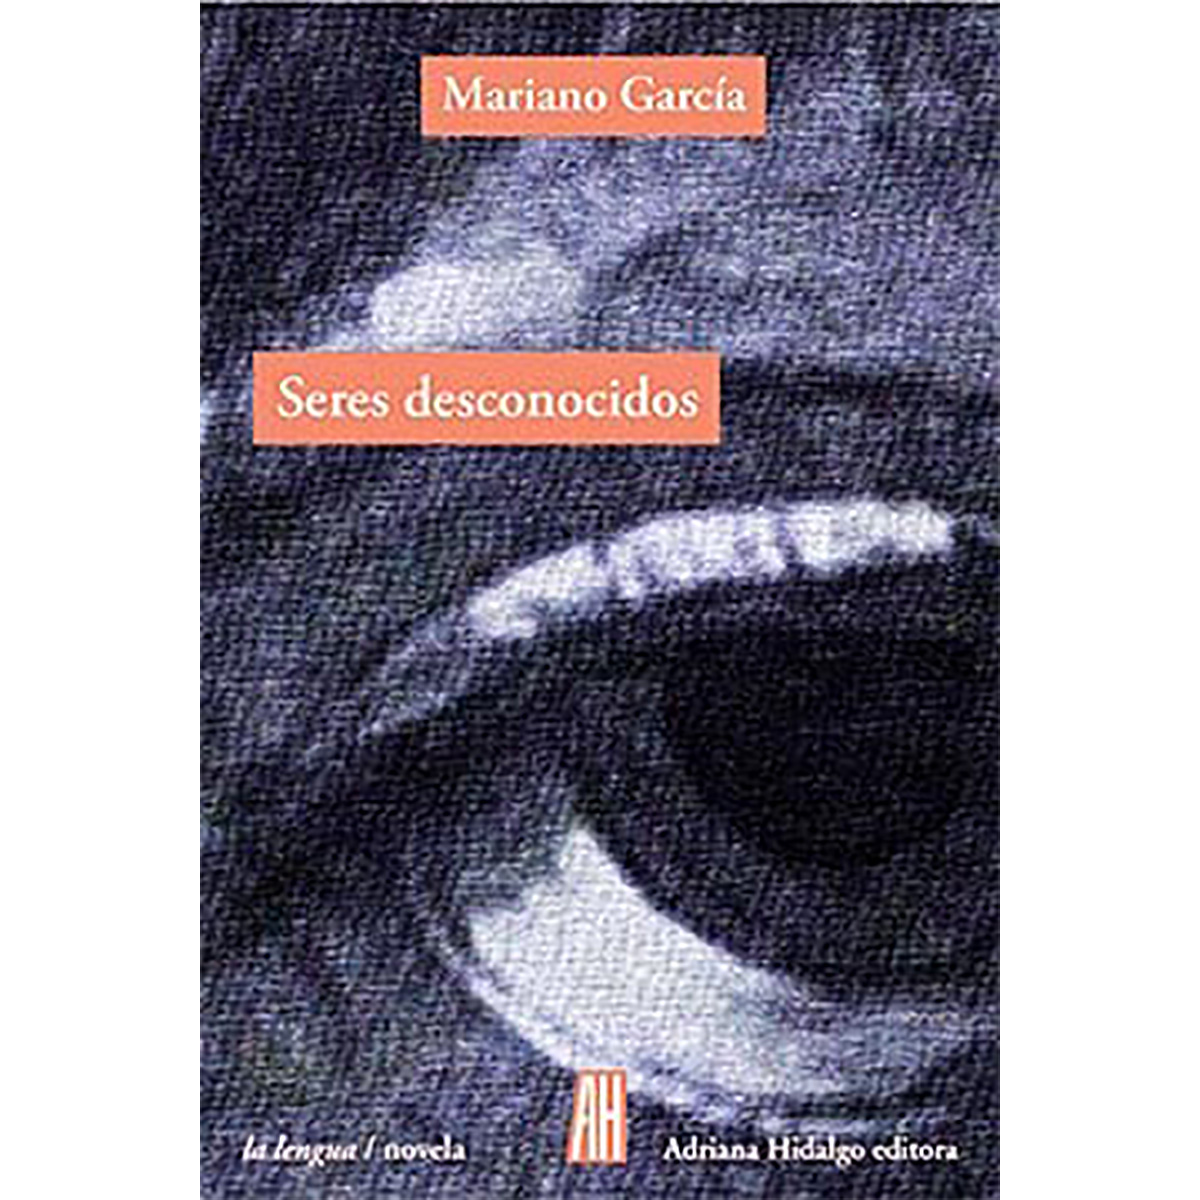 Mariano García
Seres desconocidos
la lengua / novela
AH
Adriana Hidalgo editora